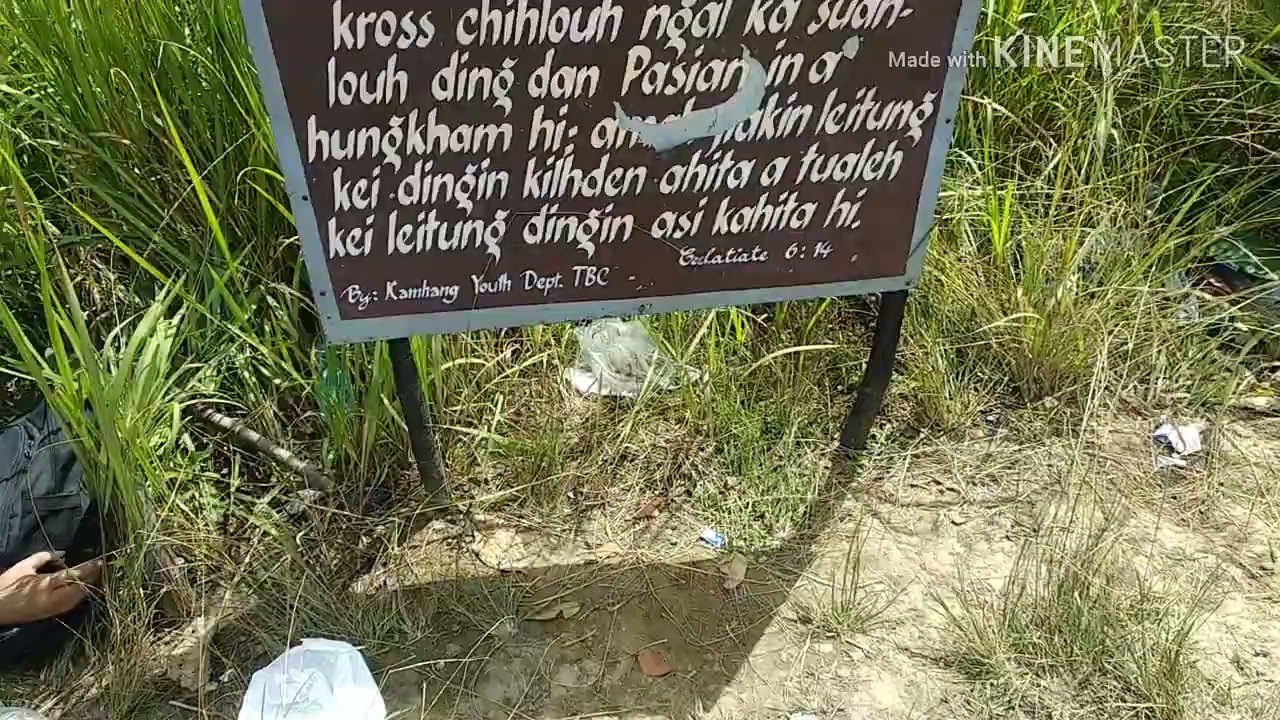 kross chihlouh ngal ka suan-
louh ding dan Pasian in a
hungkham hi; leitung
kei dingin kilhden ahita a tualeh
kei leitung dingin asi kahita hi.
Galatiate 6:14
By: Kamhang Youth Dept. TBC
Made with KINEMASTER